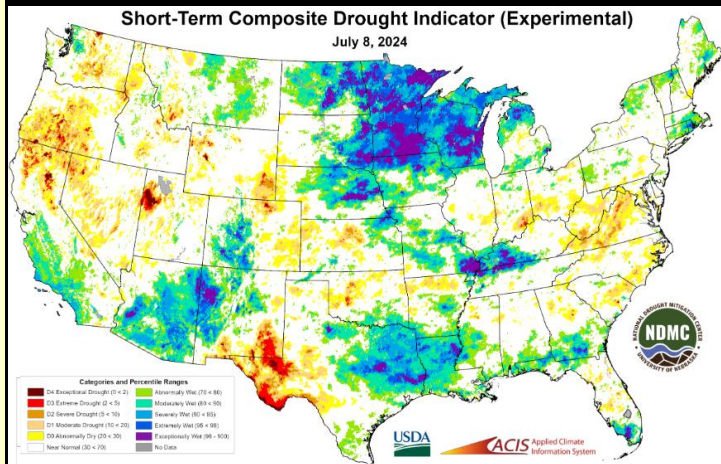 Short-Term Composite Drought Indicator (Experimental)
July 8, 2024
NATIONAL DROUGHT MITIGATION CENTER
NDMC
UNIVERSITY OF NEBRASKA
Categories and Percentile Ranges
D4 Exceptional Drought (0 < 2)
D3 Extreme Drought (2 < 5)
D2 Severe Drought (5 < 10)
D1 Moderate Drought (10 < 20)
D0 Abnormally Dry (20 < 30)
Near Normal (30 < 70)
Abnormally Wet (70 < 80)
Moderately Wet (80 < 90)
Severely Wet (90 < 95)
Extremely Wet (95 < 98)
Exceptionally Wet (98 - 100)
No Data
USDA
ACIS Applied Climate
Information System